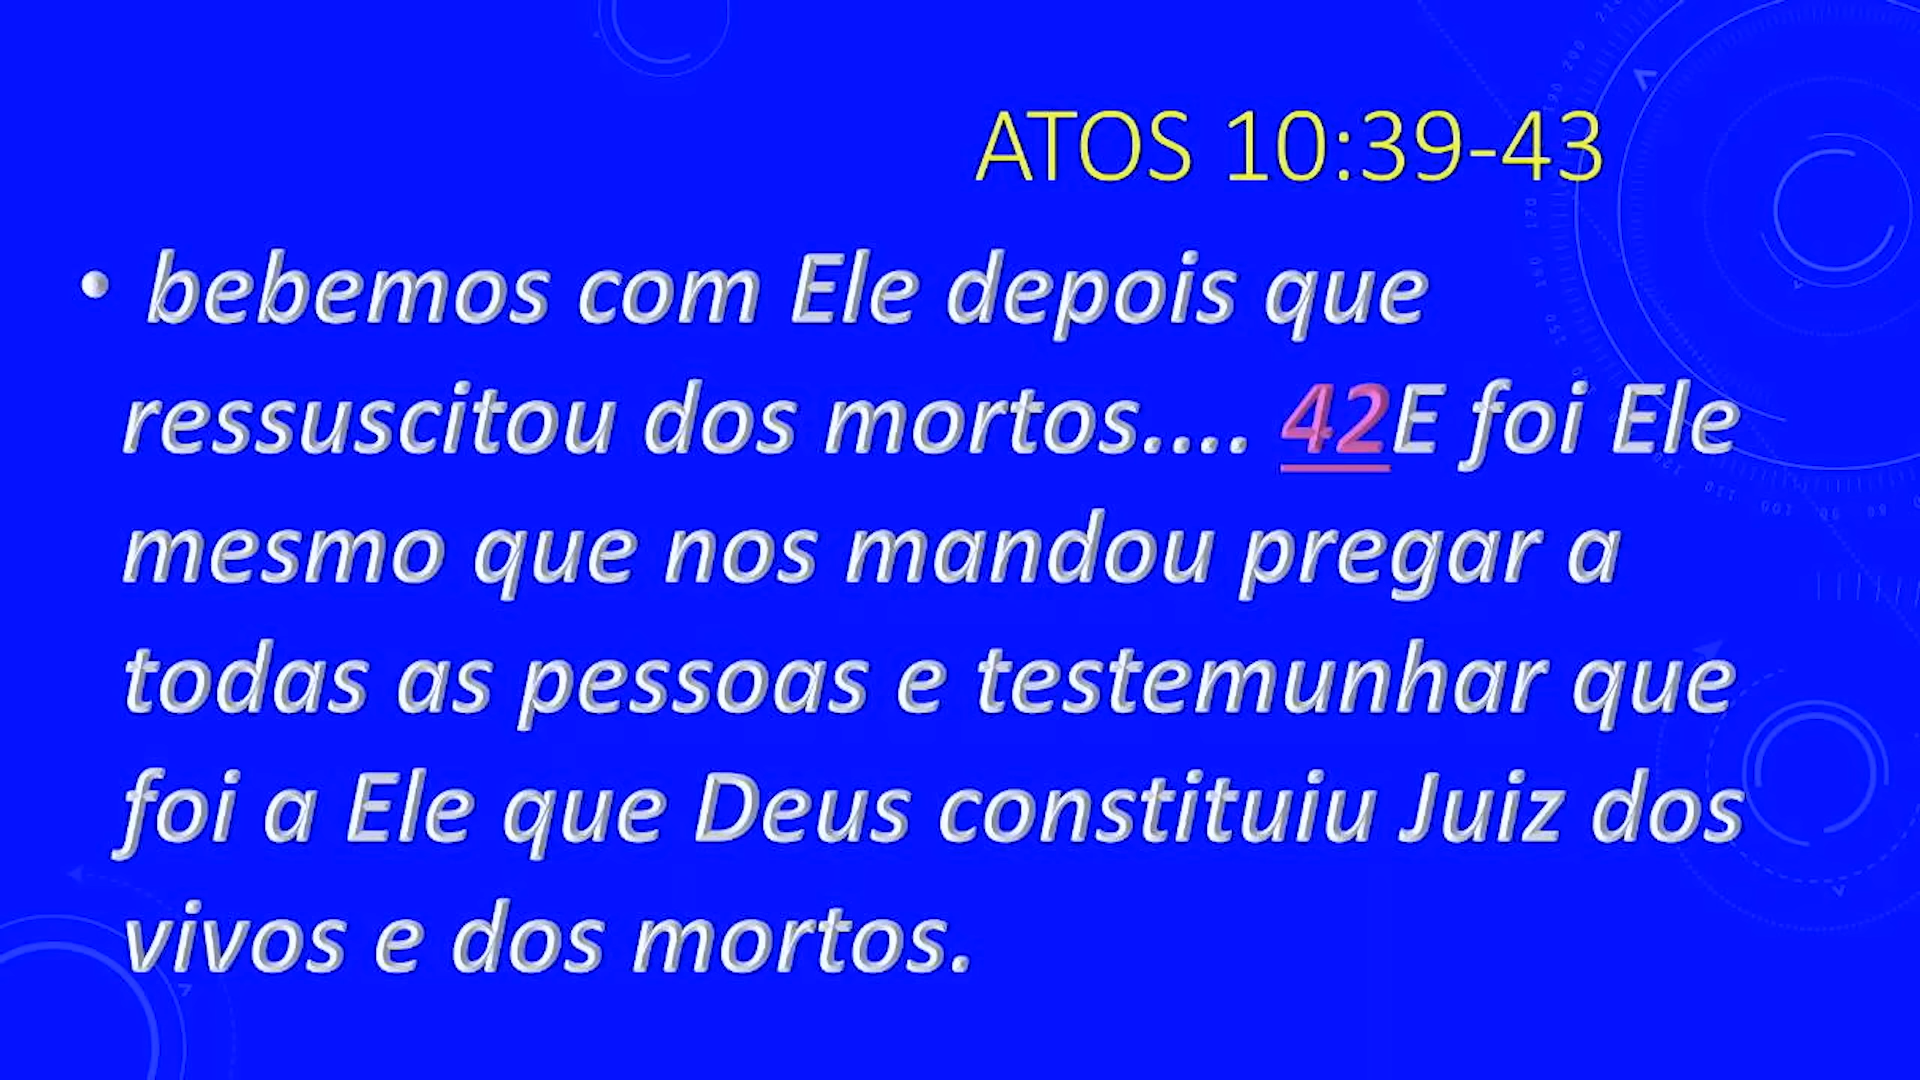 ATOS 10:39-43
• bebemos com Ele depois que
ressuscitou dos mortos.... 42E foi Ele
mesmo que nos mandou pregar a
todas as pessoas e testemunhar que
foi a Ele que Deus constituiu Juiz dos
vivos e dos mortos.